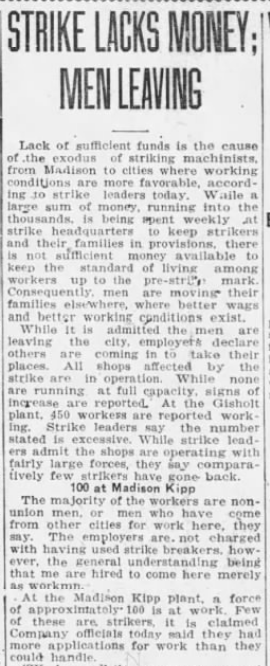 STRIKE LACKS MONEY;
MEN LEAVING
Lack of sufficient funds is the cause
of the exodus of striking machinists,
from Madison to cities where working
conditions are more favorable, accord-
ing to strike leaders today. While a
large sum of money, running into the
thousands, is being spent weekly at
strike headquarters to keep strikers
and their families in provisions, there
is not sufficient money available to
keep the standard of living among
workers up to the pre-strike mark.
Consequently, men are moving their
families elsewhere, where better wags
and better working conditions exist.
While it is admitted the men are
leaving the city, employers declare
others are coming in to take their
places. All shops affected by the
strike are in operation. While none
are running at full capacity, signs of
increase are reported. At the Gisholt
plant, 450 workers are reported work-
ing. Strike leaders say the number
stated is excessive. While strike lead-
ers admit the shops are operating with
fairly large forces, they say compara-
tively few strikers have gone back.
100 at Madison Kipp
The majority of the workers are non-
union men, or men who have come
from other cities for work here, they
say. The employers are not charged
with having used strike breakers, how-
ever, the general understanding being
that me are hired to come here merely
as workmn.
At the Madison Kipp plant, a force
of approximately 100 is at work. Few
of these are strikers, it is claimed
Company officials today said they had
more applications for work than they
could handle.